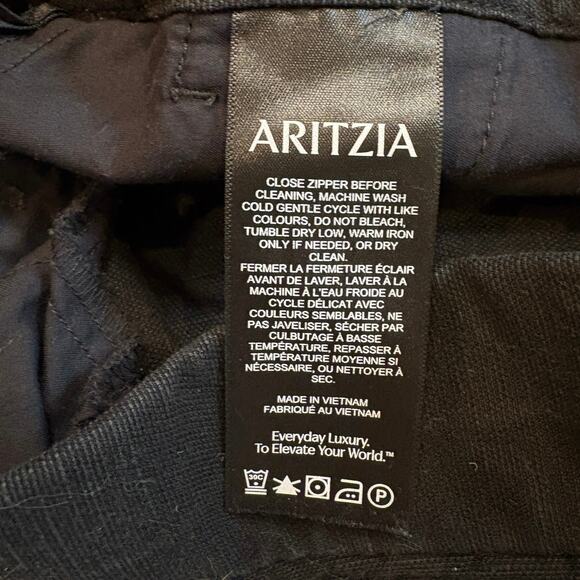 ARITZIA
CLOSE ZIPPER BEFORE
CLEANING, MACHINE WASH
COLD GENTLE CYCLE WITH LIKE
COLOURS, DO NOT BLEACH,
TUMBLE DRY LOW, WARM IRON
ONLY IF NEEDED, OR DRY
CLEAN.
FERMER LA FERMETURE ÉCLAIR
AVANT DE LAVER, LAVER À LA
MACHINE À L'EAU FROIDE AU
CYCLE DÉLICAT AVEC
COULEURS SEMBLABLES, NE
PAS JAVELISER, SÉCHER PAR
CULBUTAGE À BASSE
TEMPÉRATURE, REPASSER À
TEMPÉRATURE MOYENNE SI
NÉCESSAIRE, OU NETTOYER À
SEC.
MADE IN VIETNAM
FABRIQUÉ AU VIETNAM
Everyday Luxury.
To Elevate Your World.™
30C P